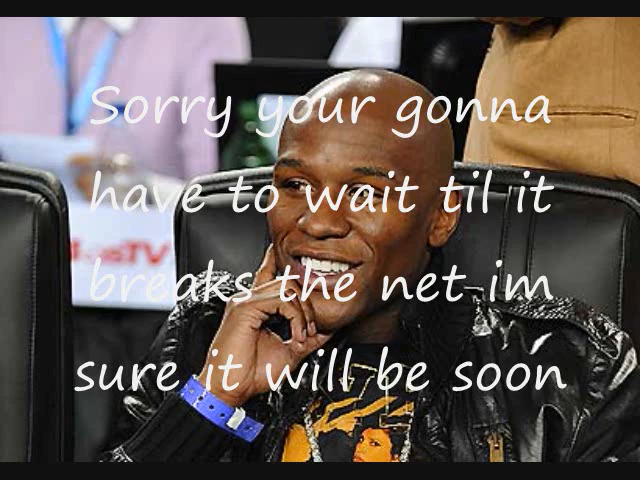 Sorry your gonna
have to wait til it
breaks the net im
sure it will be soon